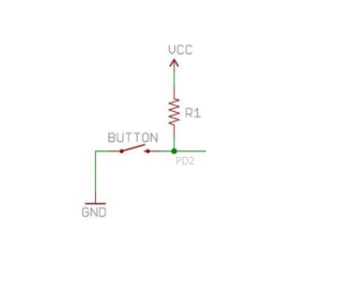 VCC
R1
BUTTON
PD2
GND